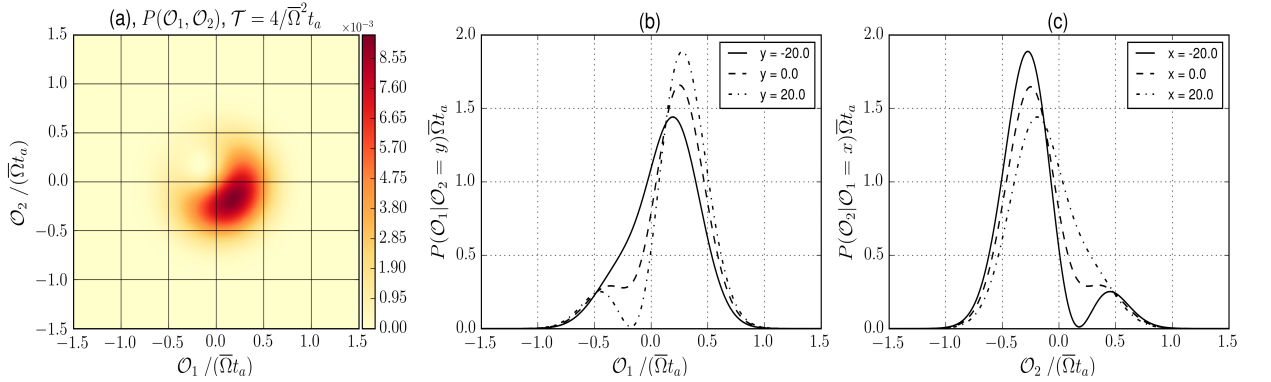 (a), P(𝒪₁,𝒪₂), 𝒯 = 4/Ω̅²tₐ
×10⁻³
1.5
1.0
0.5
0.0
−0.5
−1.0
−1.5
𝒪₂ /(Ω̅tₐ)
−1.5 −1.0 −0.5 0.0 0.5 1.0 1.5
𝒪₁ /(Ω̅tₐ)
8.55
7.60
6.65
5.70
4.75
3.80
2.85
1.90
0.95
0.00
(b)
2.0
1.5
1.0
0.5
0.0
P(𝒪₁|𝒪₂ = y)Ω̅tₐ
y = -20.0
y = 0.0
y = 20.0
−1.5 −1.0 −0.5 0.0 0.5 1.0 1.5
𝒪₁ /(Ω̅tₐ)
(c)
2.0
1.5
1.0
0.5
0.0
P(𝒪₂|𝒪₁ = x)Ω̅tₐ
x = -20.0
x = 0.0
x = 20.0
−1.5 −1.0 −0.5 0.0 0.5 1.0 1.5
𝒪₂ /(Ω̅tₐ)